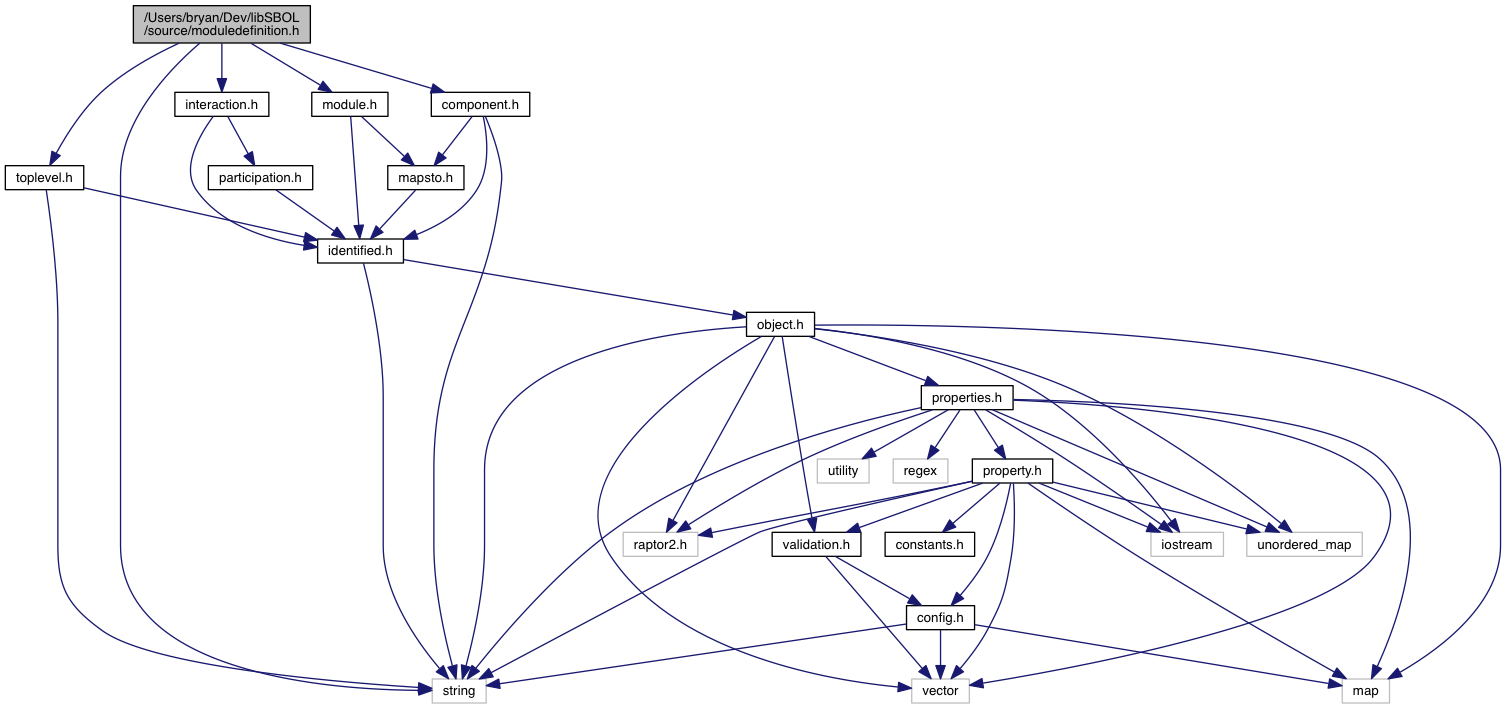 /Users/bryan/Dev/libSBOL
/source/moduledefinition.h
interaction.h
module.h
component.h
toplevel.h
participation.h
mapsto.h
identified.h
object.h
properties.h
utility
regex
property.h
raptor2.h
validation.h
constants.h
iostream
unordered_map
config.h
string
vector
map